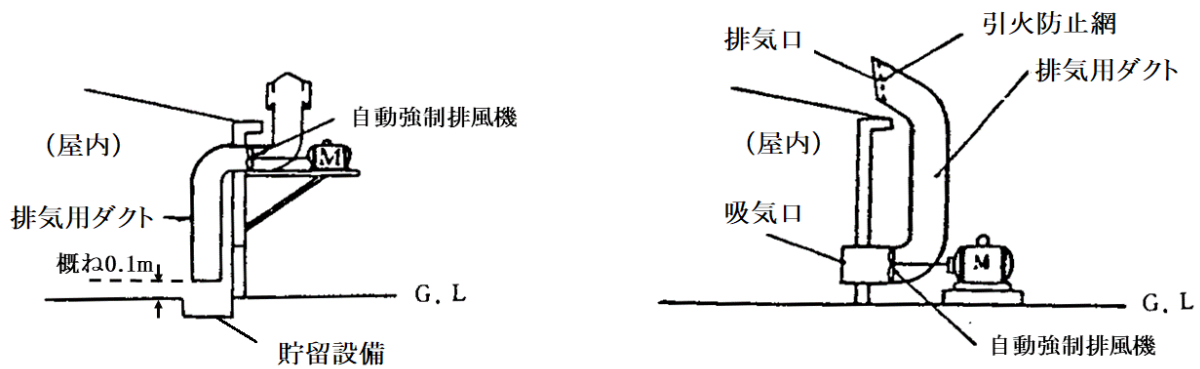 自動強制排風機
(屋内)
M
排気用ダクト
概ね0.1m
G. L
貯留設備
引火防止網
排気口
排気用ダクト
(屋内)
吸気口
M
G. L
自動強制排風機